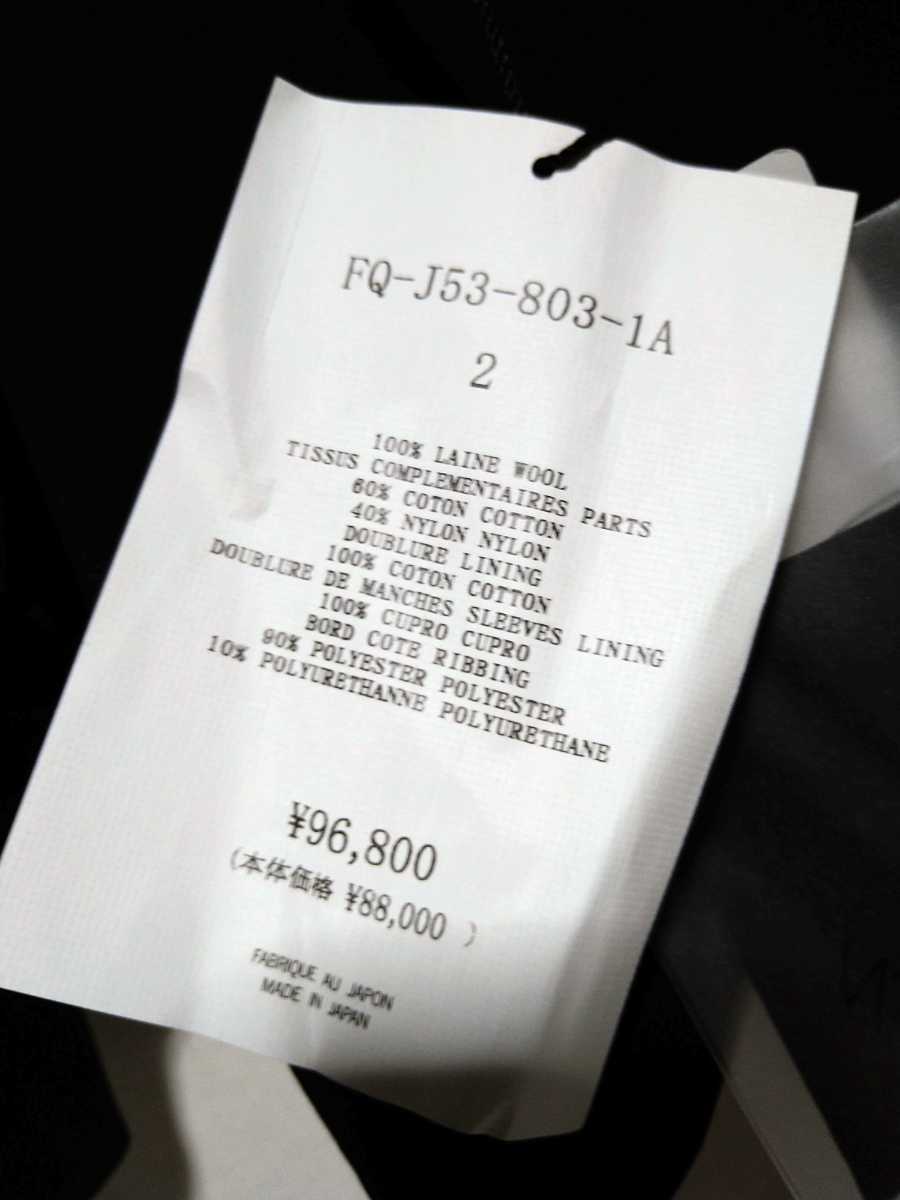 FQ-J53-803-1A
2
100% LAINE WOOL
TISSUS COMPLEMENTAIRES PARTS
60% COTON COTTON
40% NYLON NYLON
DOUBLURE LINING
100% COTON COTTON
DOUBLURE DE MANCHES SLEEVES LINING
100% CUPRO CUPRO
BORD COTE RIBBING
90% POLYESTER POLYESTER
10% POLYURETHANNE POLYURETHANE
¥96,800
(本体価格 ¥88,000 )
FABRIQUE AU JAPON
MADE IN JAPAN